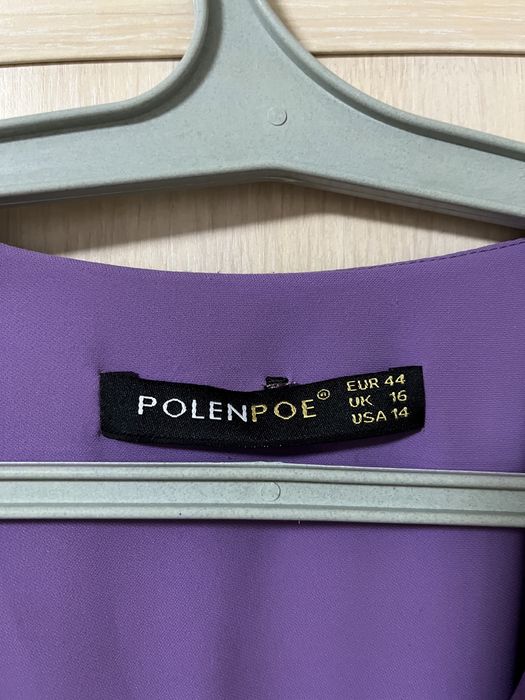 POLENPOE®
EUR 44
UK 16
USA 14